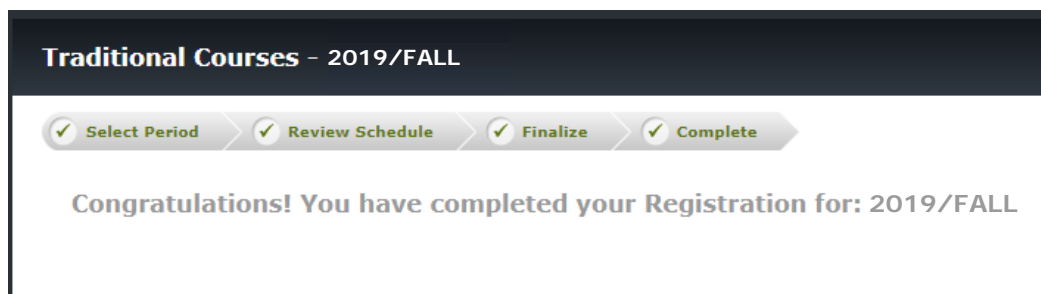 Traditional Courses - 2019/FALL
Select Period Review Schedule Finalize Complete
Congratulations! You have completed your Registration for: 2019/FALL